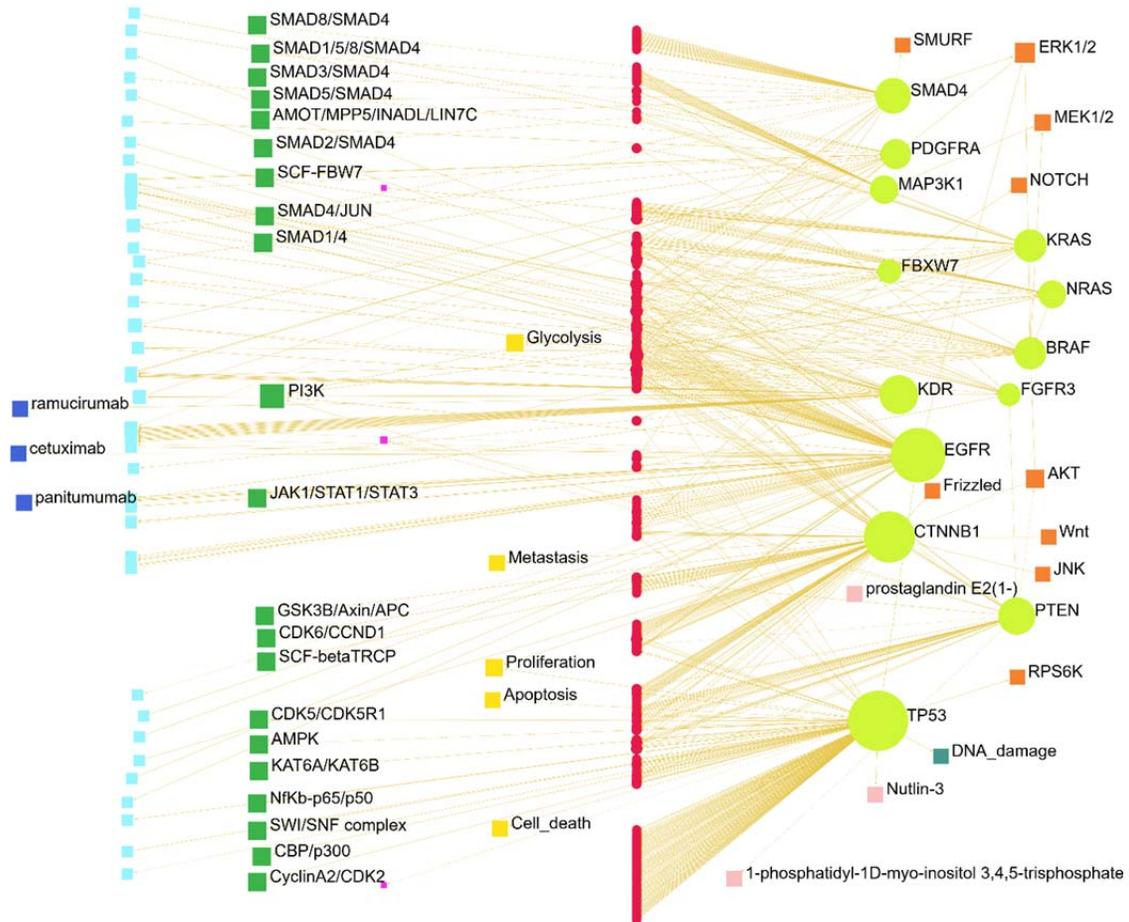 SMAD8/SMAD4
SMAD1/5/8/SMAD4
SMAD3/SMAD4
SMAD5/SMAD4
AMOT/MPP5/INADL/LIN7C
SMAD2/SMAD4
SCF-FBW7
SMAD4/JUN
SMAD1/4
PI3K
JAK1/STAT1/STAT3
GSK3B/Axin/APC
CDK6/CCND1
SCF-betaTRCP
CDK5/CDK5R1
AMPK
KAT6A/KAT6B
NfKb-p65/p50
SWI/SNF complex
CBP/p300
CyclinA2/CDK2
ramucirumab
cetuximab
panitumumab
Glycolysis
Metastasis
Proliferation
Apoptosis
Cell_death
SMURF
ERK1/2
SMAD4
MEK1/2
PDGFRA
MAP3K1
NOTCH
KRAS
FBXW7
NRAS
BRAF
KDR
FGFR3
EGFR
AKT
Frizzled
CTNNB1
Wnt
JNK
prostaglandin E2(1-)
PTEN
RPS6K
TP53
DNA_damage
Nutlin-3
1-phosphatidyl-1D-myo-inositol 3,4,5-trisphosphate